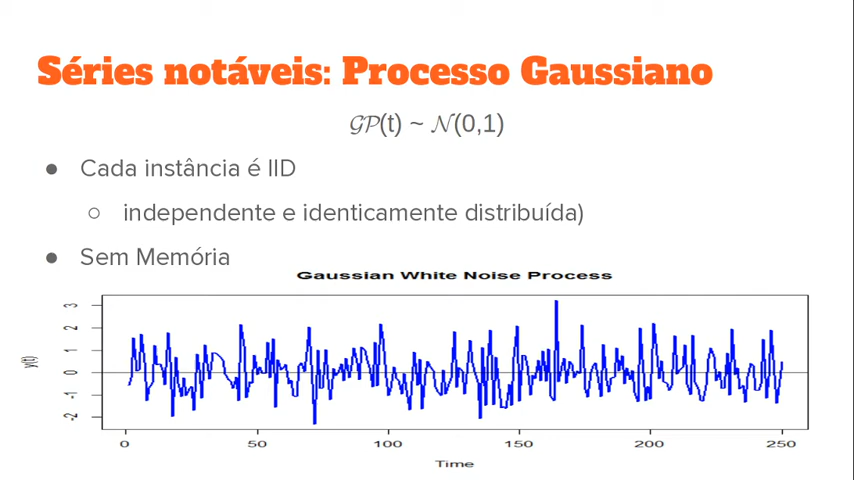 Séries notáveis: Processo Gaussiano
𝒢𝒫(t) ~ 𝒩(0,1)
● Cada instância é IID
○ independente e identicamente distribuída)
● Sem Memória
Gaussian White Noise Process
y(t)
3
2
1
0
-1
-2
0 50 100 150 200 250
Time